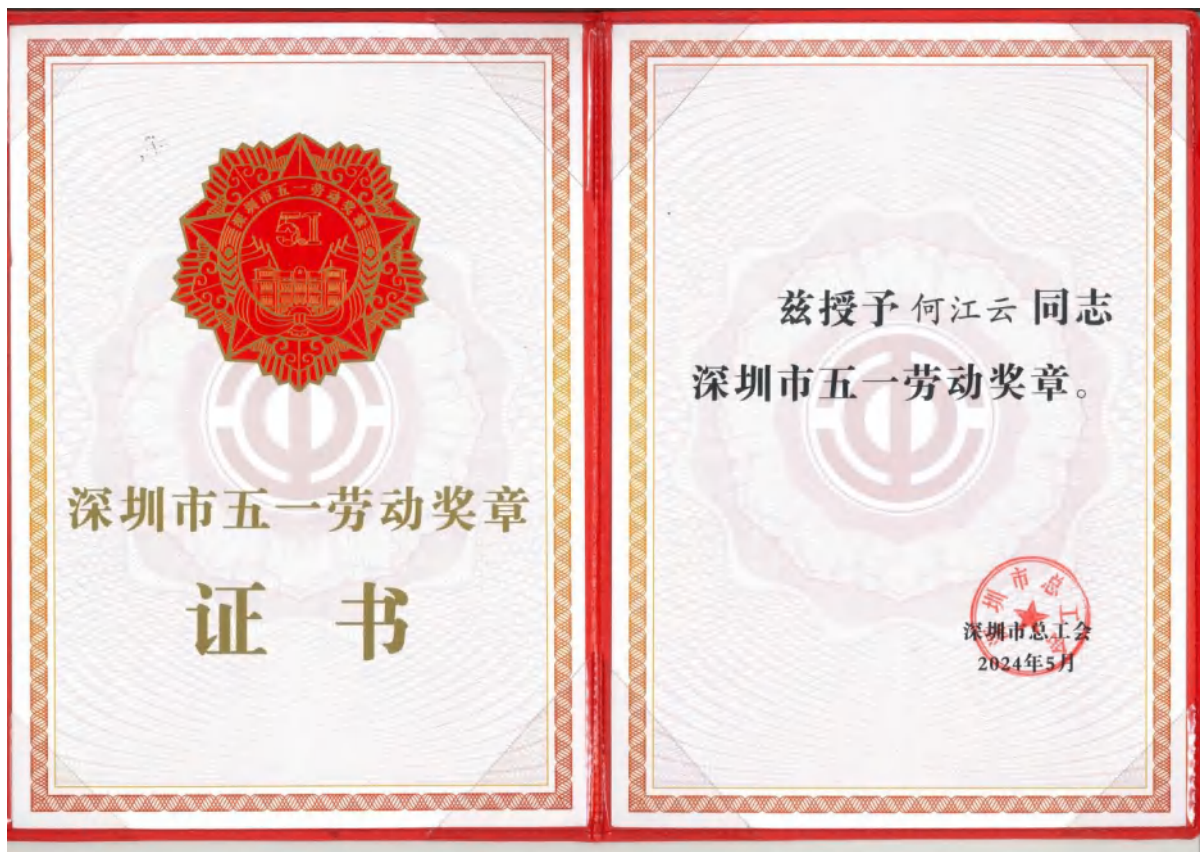 深圳市五一劳动奖章
5.1
深圳市五一劳动奖章
证书
兹授予 何江云 同志
深圳市五一劳动奖章。
深圳市总工会
深圳市总工会
2024年5月